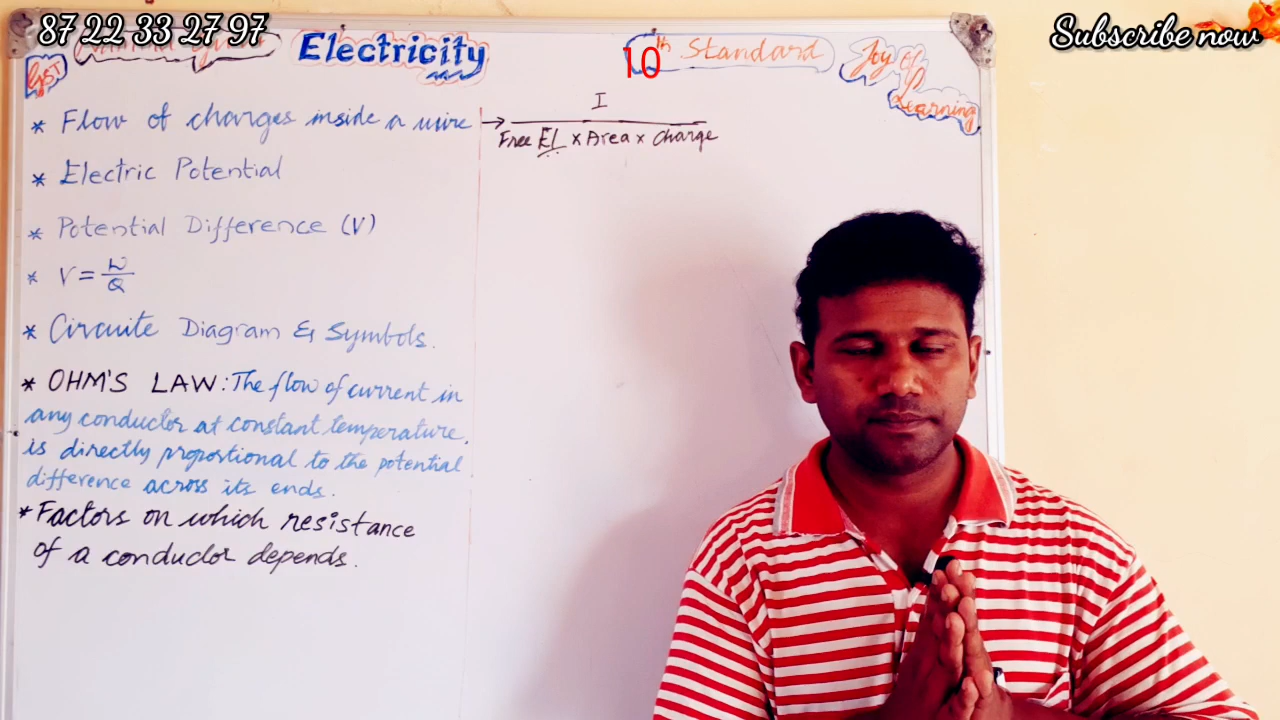 87 22 33 27 97
Subscribe now
Electricity
10th Standard
Joy of
Learning
* Flow of charges inside a wire → I
Free El × Area × Charge
* Electric Potential
* Potential Difference (V)
* V = W/Q
* Circuite Diagram & Symbols.
* OHM'S LAW: The flow of current in
any conductor at constant temperature,
is directly proportional to the potential
difference across its ends.
* Factors on which resistance
of a conductor depends.